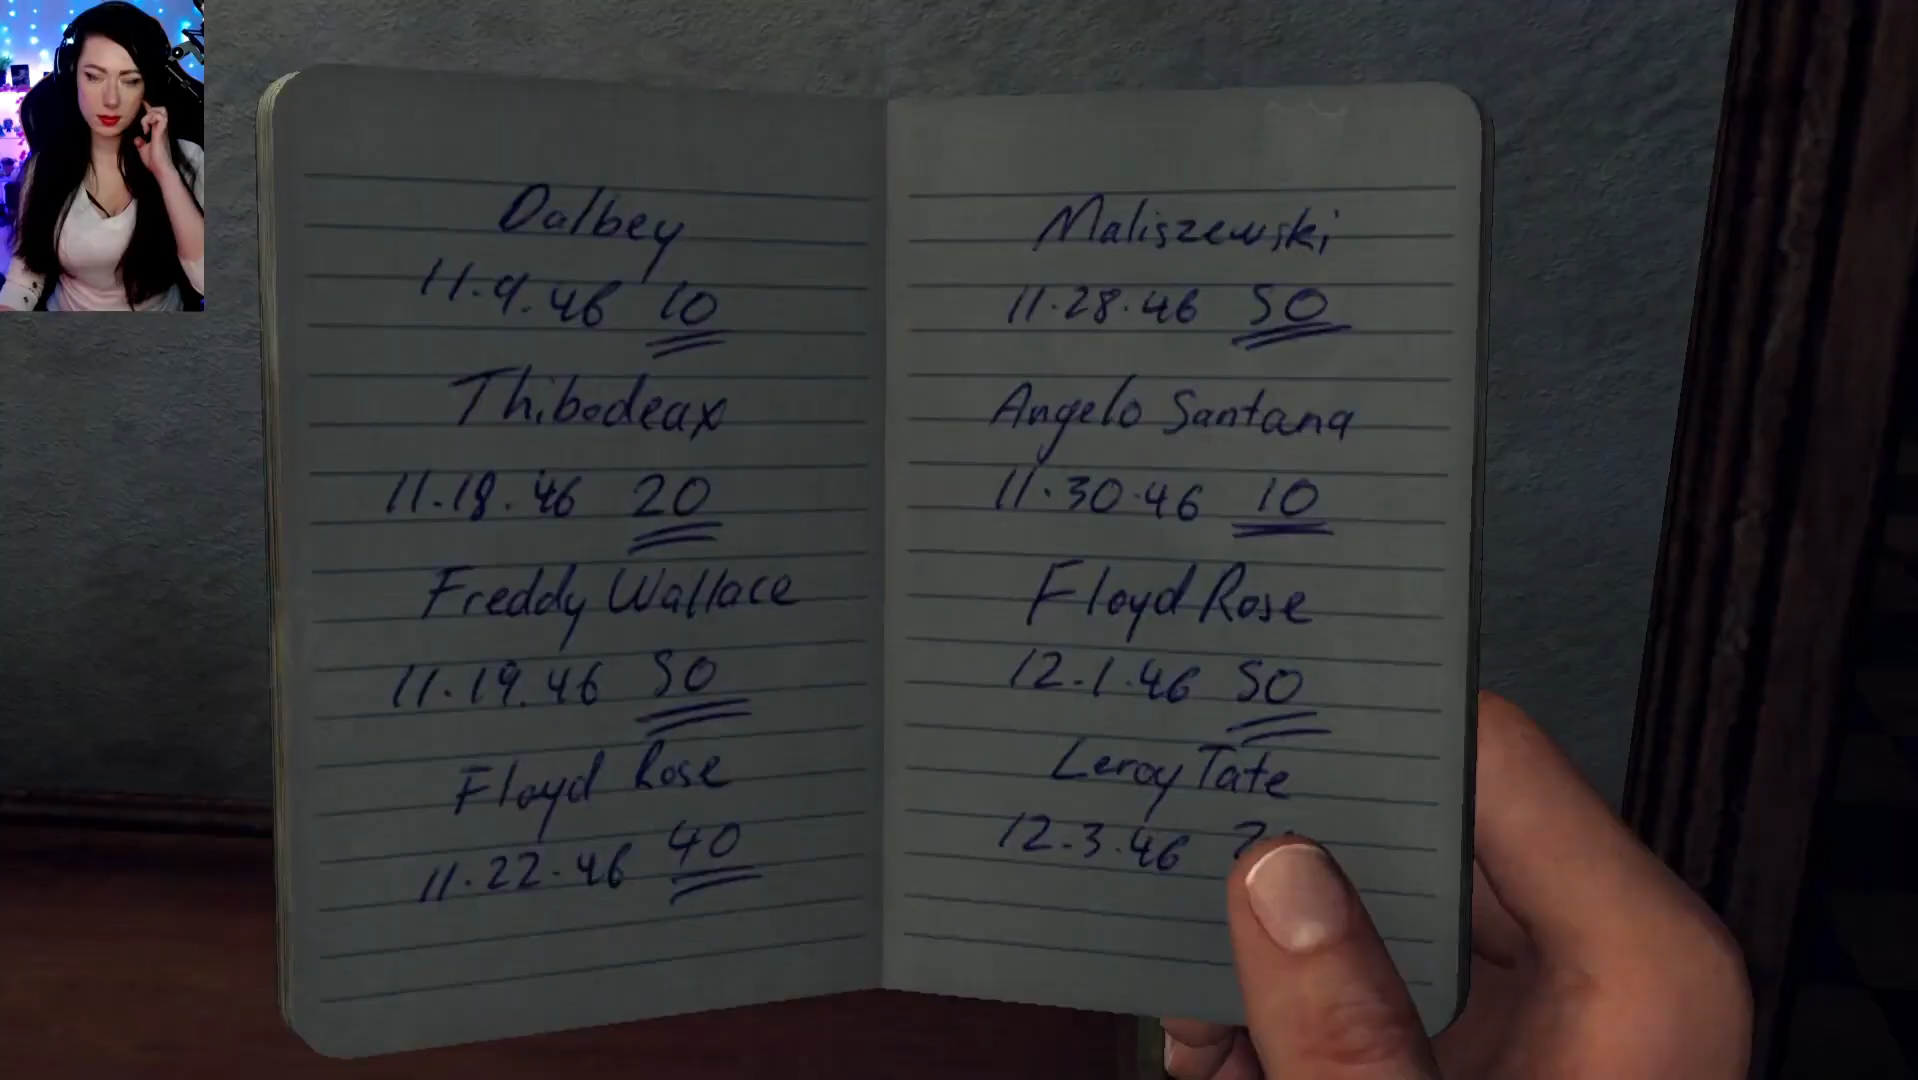 Dalbey
11.9.46 10
Thibodeax
11.18.46 20
Freddy Wallace
11.19.46 50
Floyd Rose
11.22.46 40
Maliszewski
11.28.46 50
Angelo Santana
11.30.46 10
Floyd Rose
12.1.46 50
Leroy Tate
12.3.46